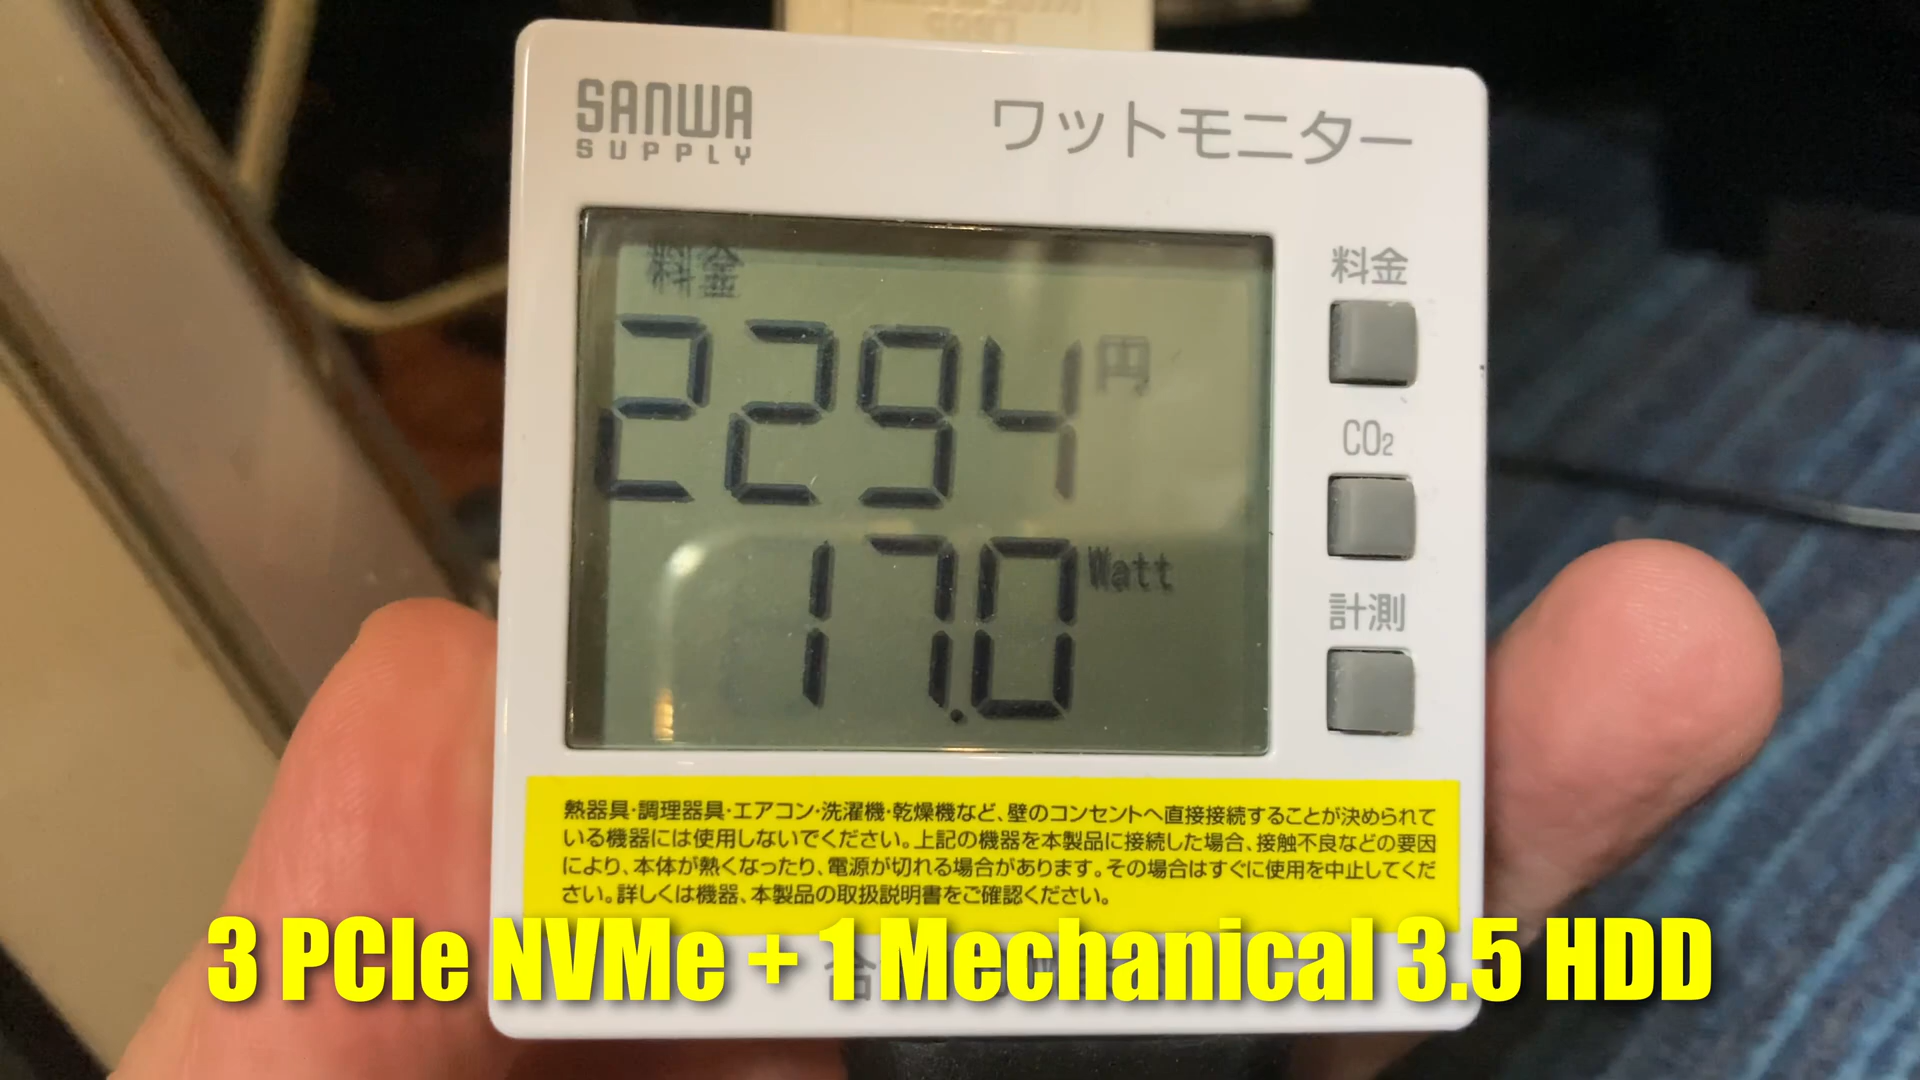 SANWA
SUPPLY
ワットモニター
料金
2294円
17.0 Watt
料金
CO2
計測
熱器具・調理器具・エアコン・洗濯機・乾燥機など、壁のコンセントへ直接接続することが決められて
いる機器には使用しないでください。上記の機器を本製品に接続した場合、接触不良などの要因
により、本体が熱くなったり、電源が切れる場合があります。その場合はすぐに使用を中止してくだ
さい。詳しくは機器、本製品の取扱説明書をご確認ください。
3 PCIe NVMe + 1 Mechanical 3.5 HDD